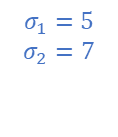 σ₁ = 5
σ₂ = 7